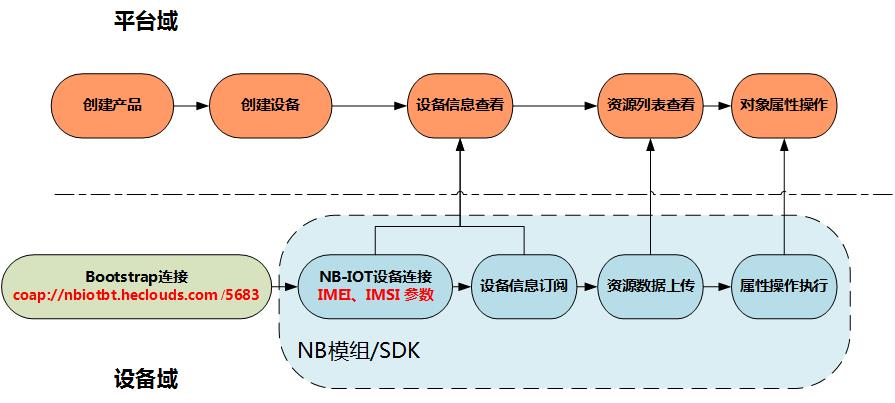 平台域
创建产品
创建设备
设备信息查看
资源列表查看
对象属性操作
Bootstrap连接
coap://nbiotbt.heclouds.com /5683
NB-IOT设备连接
IMEI、IMSI 参数
设备信息订阅
资源数据上传
属性操作执行
NB模组/SDK
设备域